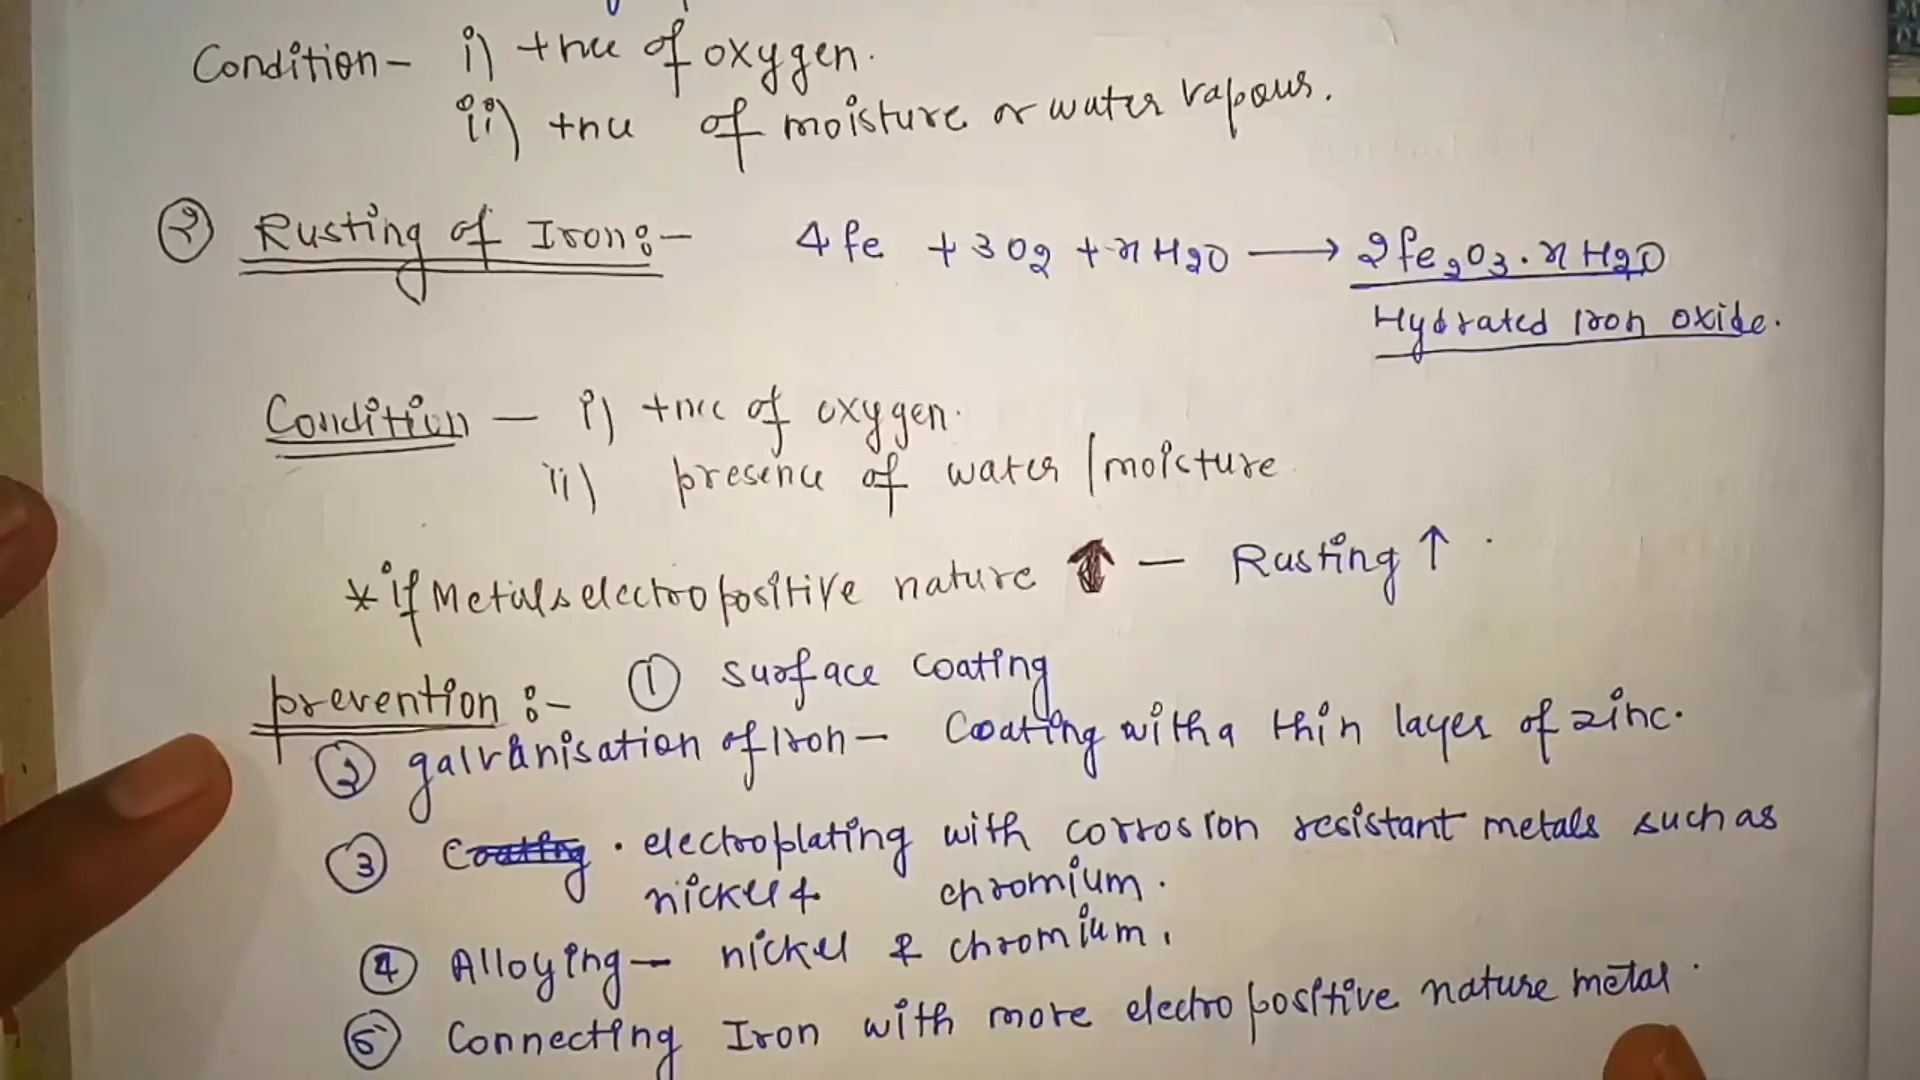 Condition - i) +nce of oxygen.
ii) +nce of moisture or water vapours.
② Rusting of Iron:- 4fe + 3O2 + xH2O ⟶ 2fe2O3.xH2O
Hydrated Iron oxide.
Condition - i) +nce of oxygen.
ii) presence of water / moisture
* if Metals electropositive nature ↑ - Rusting ↑
prevention :- ① surface coating
② galvanisation of Iron - Coating with a thin layer of zinc.
③ Coating . electroplating with corrosion resistant metals such as
nickel & chromium.
④ Alloying - nickel & chromium.
⑤ Connecting Iron with more electropositive nature metal.